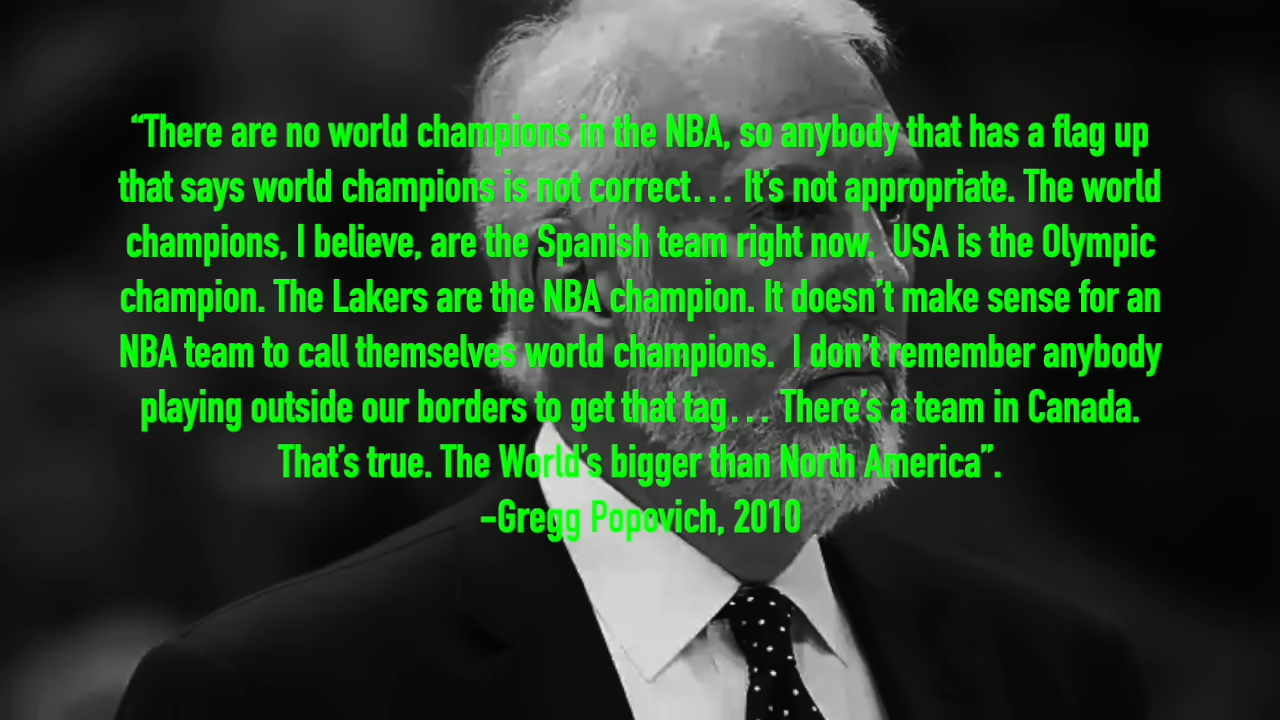 “There are no world champions in the NBA, so anybody that has a flag up
that says world champions is not correct... It’s not appropriate. The world
champions, I believe, are the Spanish team right now.  USA is the Olympic
champion. The Lakers are the NBA champion. It doesn’t make sense for an
NBA team to call themselves world champions.  I don’t remember anybody
playing outside our borders to get that tag... There’s a team in Canada.
That’s true. The World’s bigger than North America”.
-Gregg Popovich, 2010